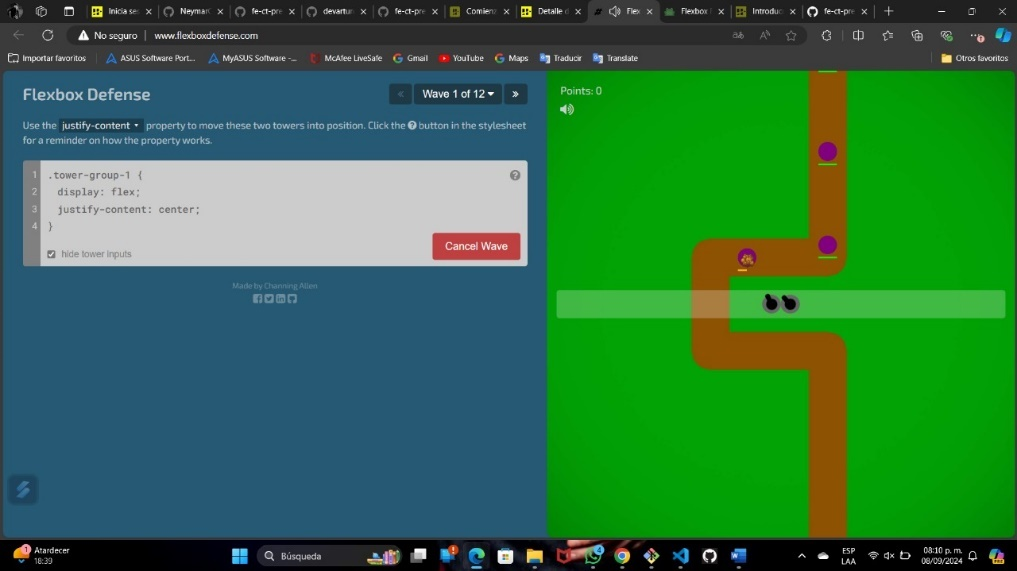 Inicia se
Neymar
fe-ct-pre
devartu
fe-ct-pre
Comienz
Detalle d
Flex
Flexbox
Introduc
fe-ct-pre
No seguro
www.flexboxdefense.com
Importar favoritos
ASUS Software Port...
MyASUS Software -...
McAfee LiveSafe
Gmail
YouTube
Maps
Traducir
Translate
Otros favoritos
Flexbox Defense
« Wave 1 of 12 »
Use the justify-content property to move these two towers into position. Click the ? button in the stylesheet
for a reminder on how the property works.
1 .tower-group-1 {
2 display: flex;
3 justify-content: center;
4 }
hide tower inputs
Cancel Wave
Made by Channing Allen
Points: 0
Atardecer
18:39
Búsqueda
ESP
LAA
08:10 p. m.
08/09/2024